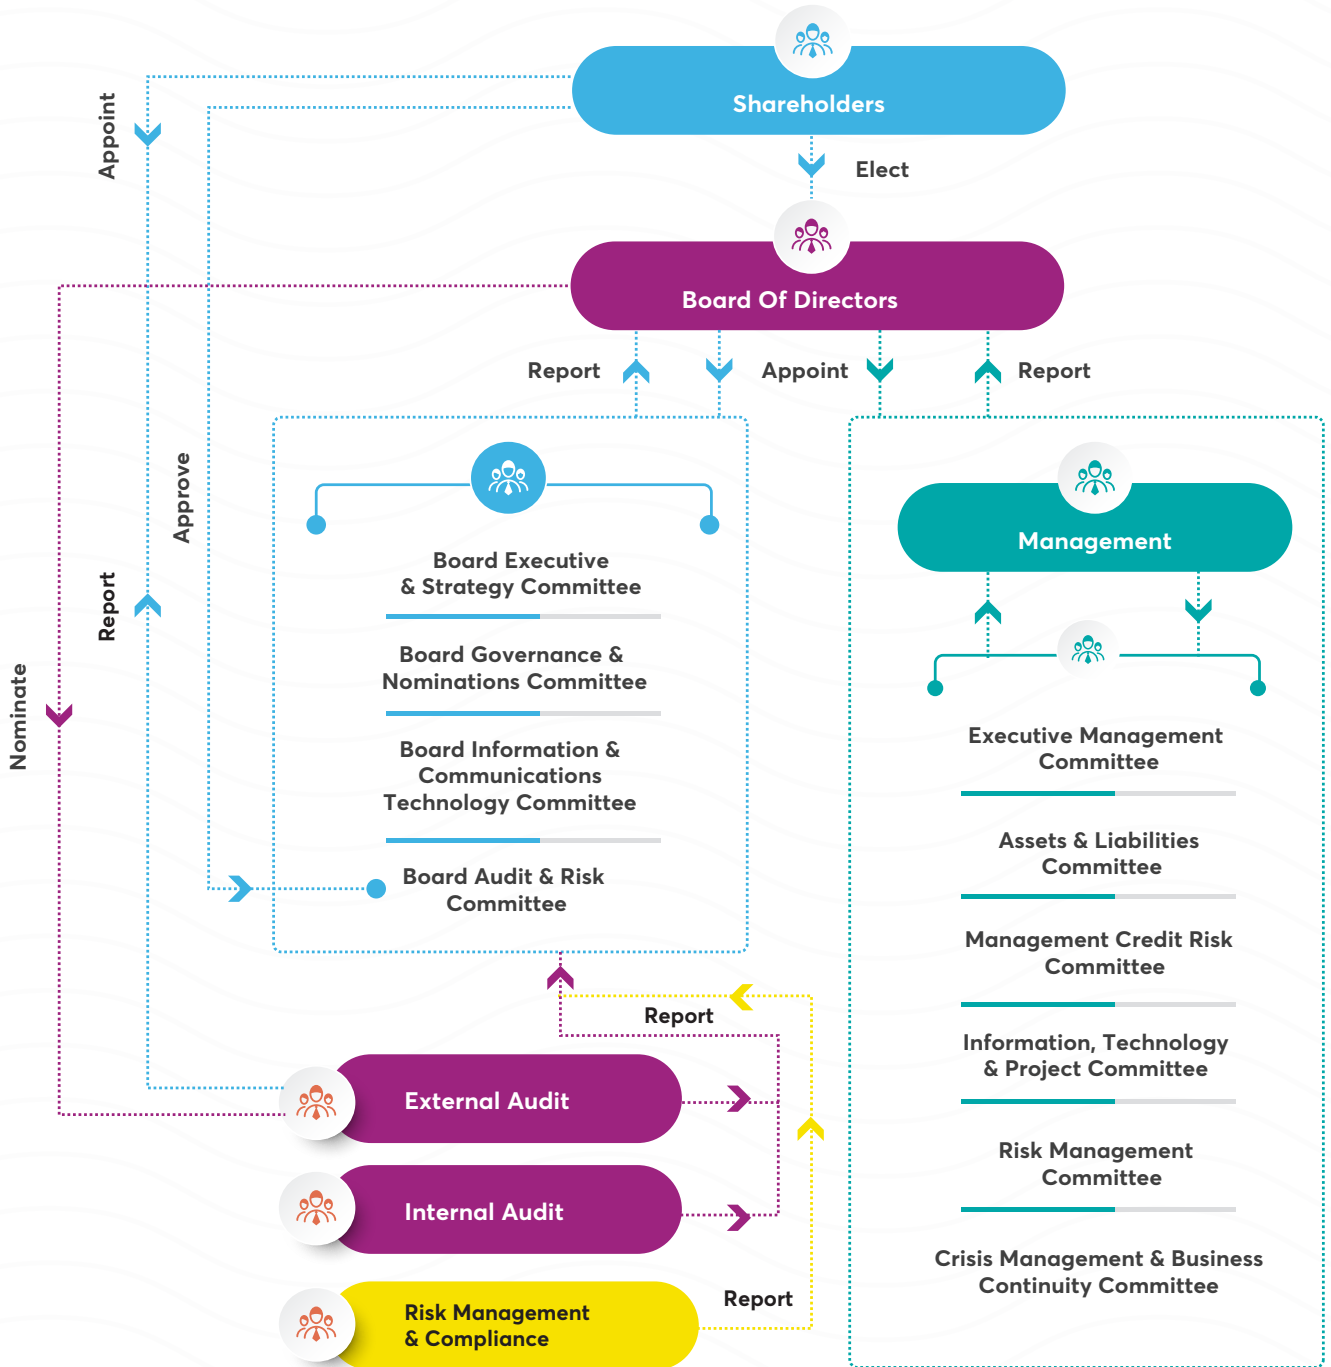 Shareholders
Appoint
Elect
Board Of Directors
Report
Appoint
Report
Approve
Report
Nominate
Board Executive
& Strategy Committee
Board Governance &
Nominations Committee
Board Information &
Communications
Technology Committee
Board Audit & Risk
Committee
Management
Executive Management
Committee
Assets & Liabilities
Committee
Management Credit Risk
Committee
Information, Technology
& Project Committee
Risk Management
Committee
Crisis Management & Business
Continuity Committee
Report
External Audit
Internal Audit
Risk Management
& Compliance
Report